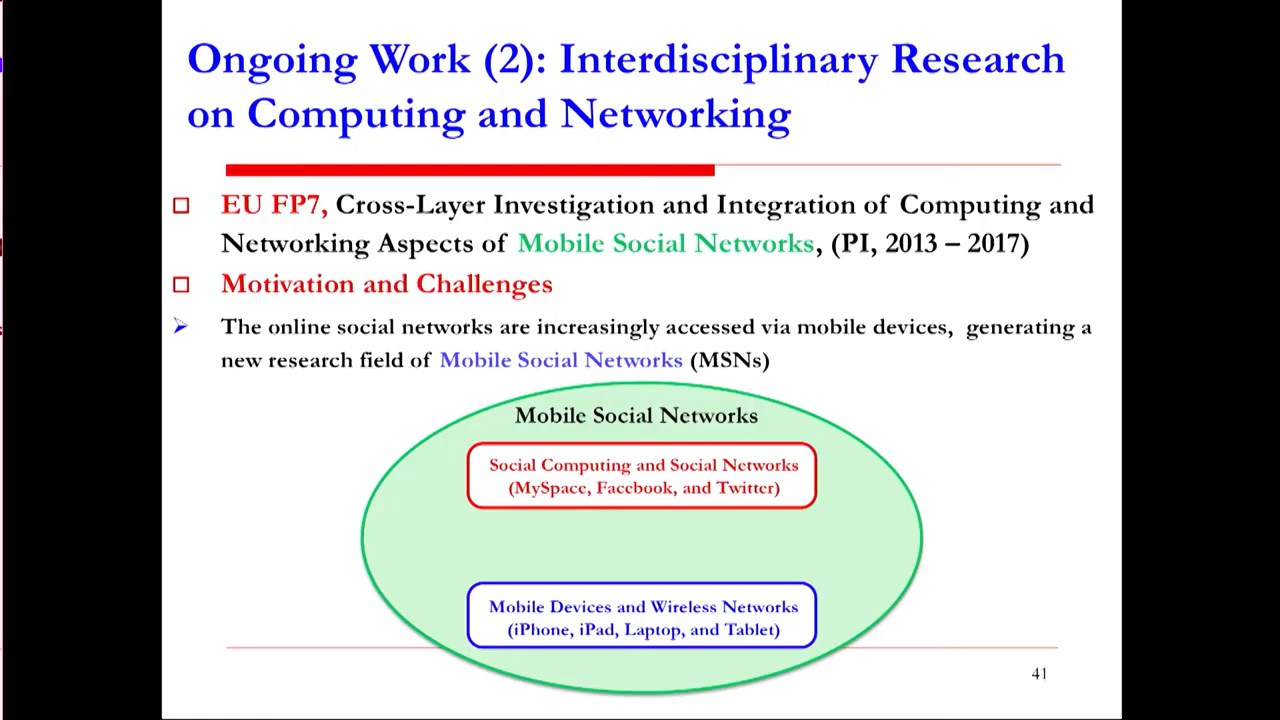 Ongoing Work (2): Interdisciplinary Research
on Computing and Networking
EU FP7, Cross-Layer Investigation and Integration of Computing and
Networking Aspects of Mobile Social Networks, (PI, 2013 – 2017)
Motivation and Challenges
The online social networks are increasingly accessed via mobile devices, generating a
new research field of Mobile Social Networks (MSNs)
Mobile Social Networks
Social Computing and Social Networks
(MySpace, Facebook, and Twitter)
Mobile Devices and Wireless Networks
(iPhone, iPad, Laptop, and Tablet)
41